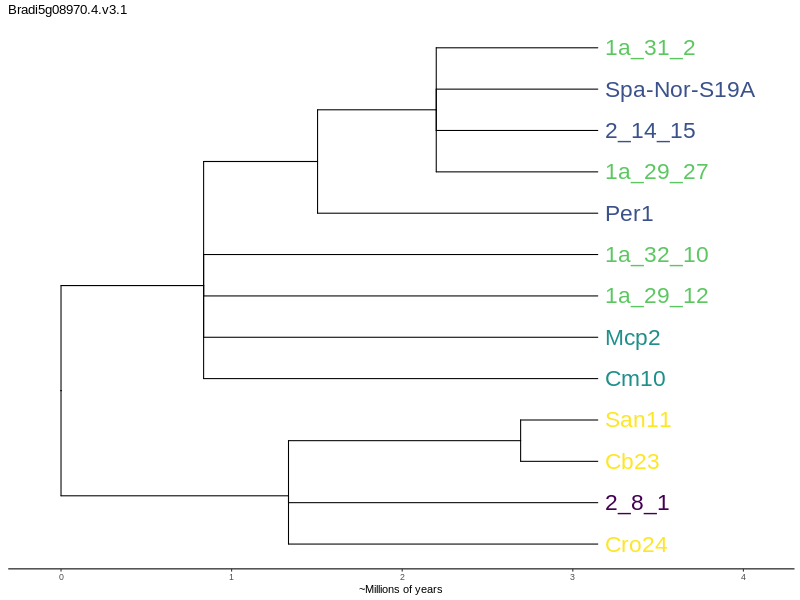 Bradi5g08970.4.v3.1
1a_31_2
Spa-Nor-S19A
2_14_15
1a_29_27
Per1
1a_32_10
1a_29_12
Mcp2
Cm10
San11
Cb23
2_8_1
Cro24
0 1 2 3 4
~Millions of years